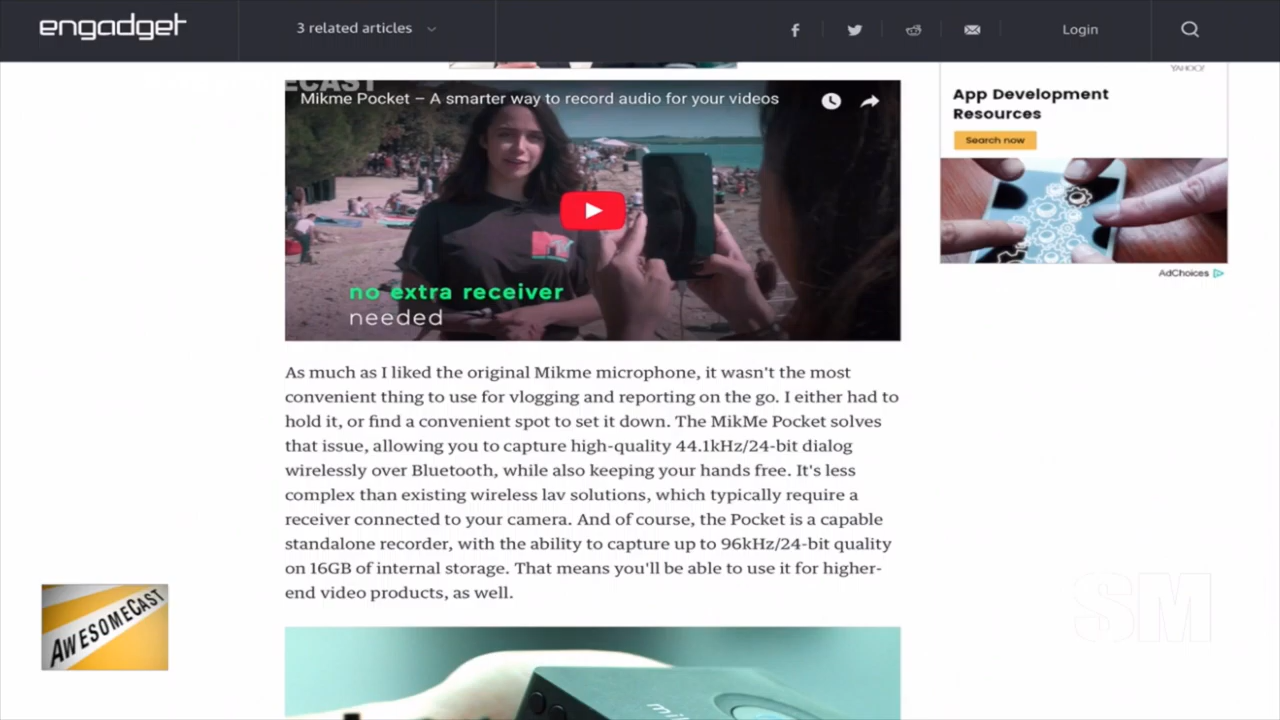 engadget
3 related articles
Login
YAHOO!
ECAST
Mikme Pocket – A smarter way to record audio for your videos
App Development
Resources
Search now
no extra receiver
needed
AdChoices
As much as I liked the original Mikme microphone, it wasn't the most
convenient thing to use for vlogging and reporting on the go. I either had to
hold it, or find a convenient spot to set it down. The MikMe Pocket solves
that issue, allowing you to capture high-quality 44.1kHz/24-bit dialog
wirelessly over Bluetooth, while also keeping your hands free. It's less
complex than existing wireless lav solutions, which typically require a
receiver connected to your camera. And of course, the Pocket is a capable
standalone recorder, with the ability to capture up to 96kHz/24-bit quality
on 16GB of internal storage. That means you'll be able to use it for higher-
end video products, as well.
AWESOMECAST
SM